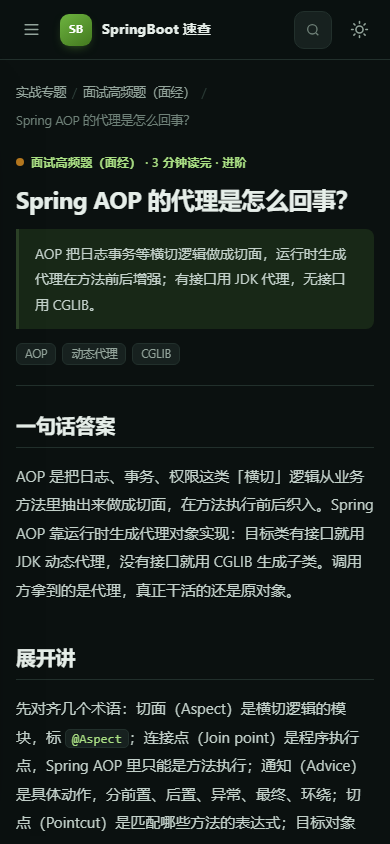 SB SpringBoot 速查
实战专题 / 面试高频题（面经） /
Spring AOP 的代理是怎么回事？
面试高频题（面经） · 3 分钟读完 · 进阶
Spring AOP 的代理是怎么回事？
AOP 把日志事务等横切逻辑做成切面，运行时生成
代理在方法前后增强；有接口用 JDK 代理，无接口
用 CGLIB。
AOP 动态代理 CGLIB
一句话答案
AOP 是把日志、事务、权限这类「横切」逻辑从业务
方法里抽出来做成切面，在方法执行前后织入。Spring
AOP 靠运行时生成代理对象实现：目标类有接口就用
JDK 动态代理，没有接口就用 CGLIB 生成子类。调用
方拿到的是代理，真正干活的还是原对象。
展开讲
先对齐几个术语：切面（Aspect）是横切逻辑的模
块，标 @Aspect；连接点（Join point）是程序执行
点，Spring AOP 里只能是方法执行；通知（Advice）
是具体动作，分前置、后置、异常、最终、环绕；切
点（Pointcut）是匹配哪些方法的表达式；目标对象